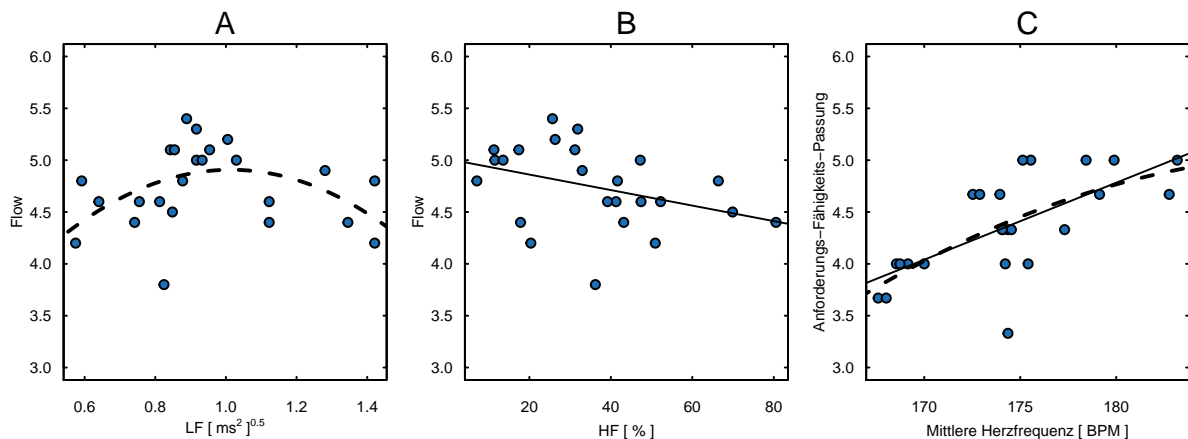 A
B
C
6.0
5.5
5.0
4.5
4.0
3.5
3.0
Flow
0.6 0.8 1.0 1.2 1.4
LF [ ms²]⁰·⁵
6.0
5.5
5.0
4.5
4.0
3.5
3.0
Flow
20 40 60 80
HF [ % ]
6.0
5.5
5.0
4.5
4.0
3.5
3.0
Anforderungs−Fähigkeits−Passung
170 175 180
Mittlere Herzfrequenz [ BPM ]